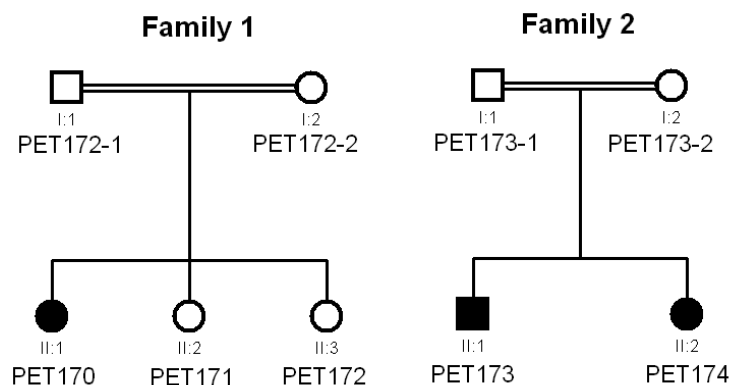 Family 1
Family 2
I:1
I:2
I:1
I:2
PET172-1
PET172-2
PET173-1
PET173-2
II:1
II:2
II:3
II:1
II:2
PET170
PET171
PET172
PET173
PET174